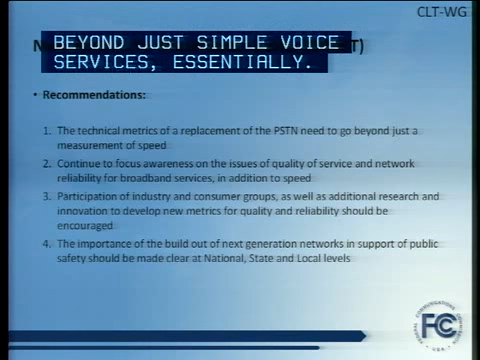 CLT-WG
BEYOND JUST SIMPLE VOICE
SERVICES, ESSENTIALLY.
• Recommendations:
1. The technical metrics of a replacement of the PSTN need to go beyond just a
measurement of speed
2. Continue to focus awareness on the issues of quality of service and network
reliability for broadband services, in addition to speed
3. Participation of industry and consumer groups, as well as additional research and
innovation to develop new metrics for quality and reliability should be
encouraged
4. The importance of the build out of next generation networks in support of public
safety should be made clear at National, State and Local levels
FEDERAL COMMUNICATIONS COMMISSION
FCC
USA